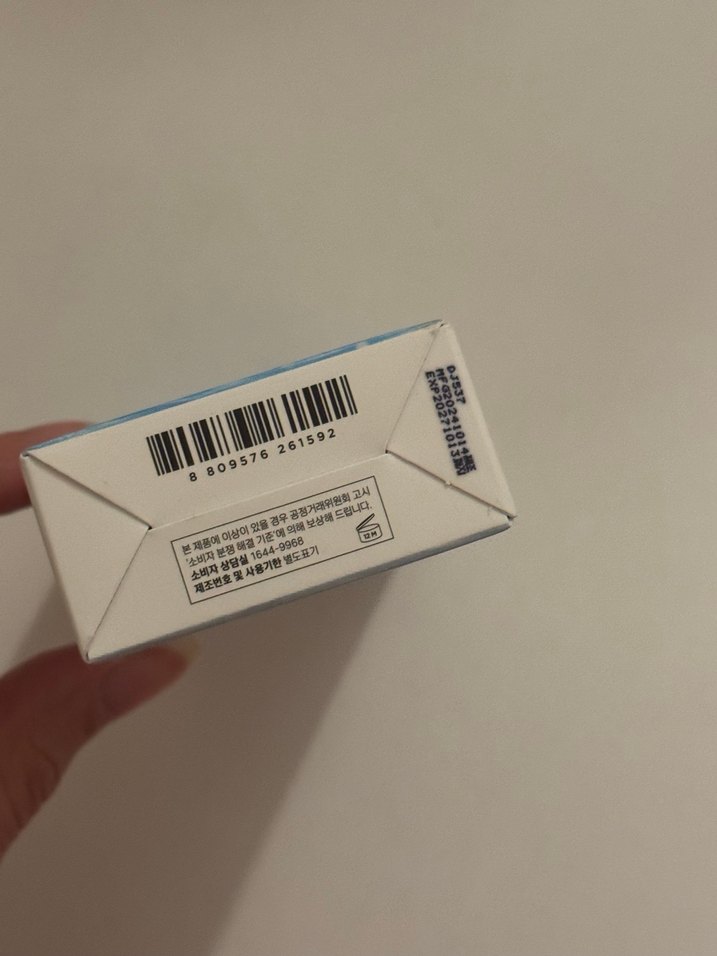 8 809576 261592
본 제품에 이상이 있을 경우 공정거래위원회 고시
'소비자 분쟁 해결 기준'에 의해 보상해 드립니다.
소비자 상담실 1644-9968
제조번호 및 사용기한 별도표기
12M
DJ537
MFG20241014
EXP20271013